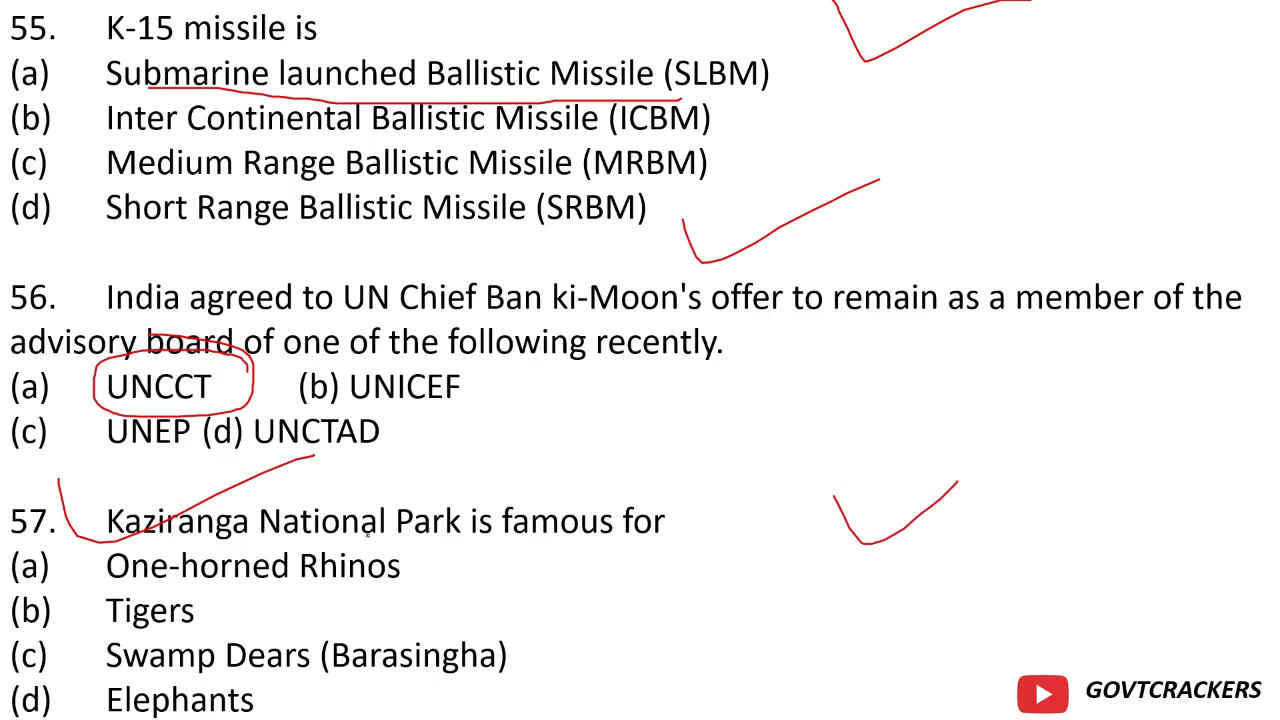 55. K-15 missile is
(a) Submarine launched Ballistic Missile (SLBM)
(b) Inter Continental Ballistic Missile (ICBM)
(c) Medium Range Ballistic Missile (MRBM)
(d) Short Range Ballistic Missile (SRBM)
56. India agreed to UN Chief Ban ki-Moon's offer to remain as a member of the
advisory board of one of the following recently.
(a) UNCCT (b) UNICEF
(c) UNEP (d) UNCTAD
57. Kaziranga National Park is famous for
(a) One-horned Rhinos
(b) Tigers
(c) Swamp Dears (Barasingha)
(d) Elephants
GOVTCRACKERS